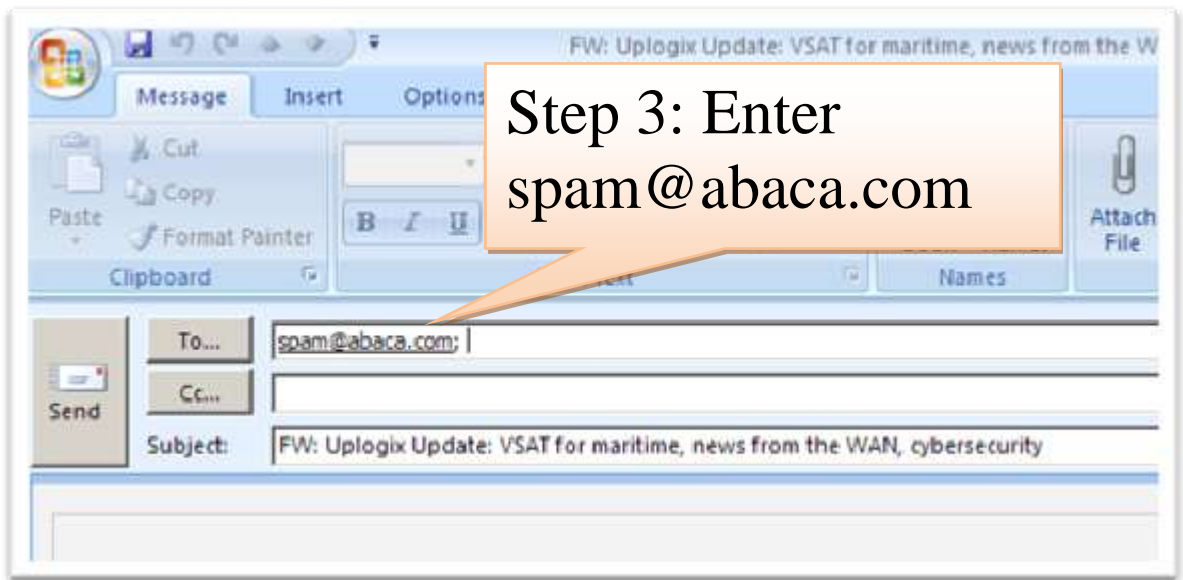 FW: Uplogix Update: VSAT for maritime, news from the W
Message Insert Options
Step 3: Enter
spam@abaca.com
Cut
Copy
Paste
Format Painter
B I U
Attach
File
Clipboard
Text
Names
To...
spam@abaca.com;
Cc...
Send
Subject:
FW: Uplogix Update: VSAT for maritime, news from the WAN, cybersecurity